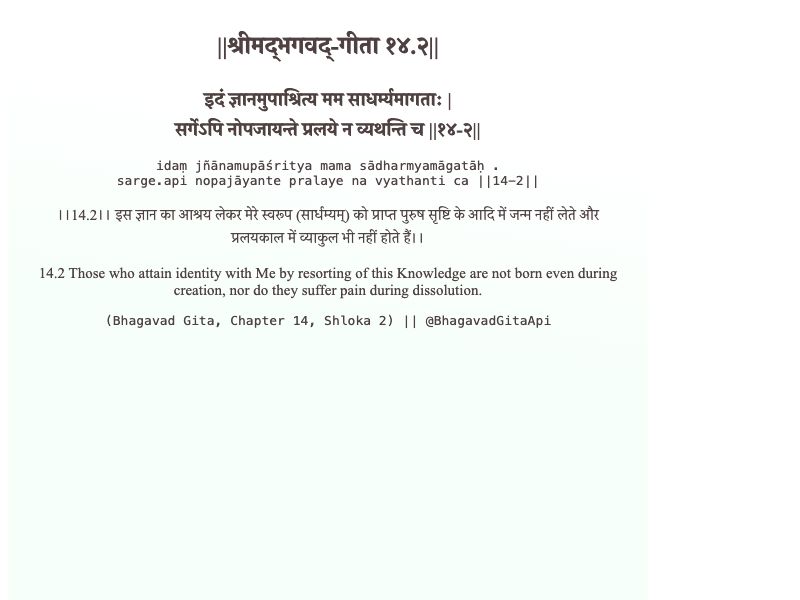 ||श्रीमद्‍भगवद्‍-गीता १४.२||
इदं ज्ञानमुपाश्रित्य मम साधर्म्यमागताः |
सर्गेऽपि नोपजायन्ते प्रलये न व्यथन्ति च ||१४-२||
idaṃ jñānamupāśritya mama sādharmyamāgatāḥ .
sarge.api nopajāyante pralaye na vyathanti ca ||14-2||
।।14.2।। इस ज्ञान का आश्रय लेकर मेरे स्वरूप (सार्धम्यम्) को प्राप्त पुरुष सृष्टि के आदि में जन्म नहीं लेते और
प्रलयकाल में व्याकुल भी नहीं होते हैं।।
14.2 Those who attain identity with Me by resorting of this Knowledge are not born even during
creation, nor do they suffer pain during dissolution.
(Bhagavad Gita, Chapter 14, Shloka 2) || @BhagavadGitaApi